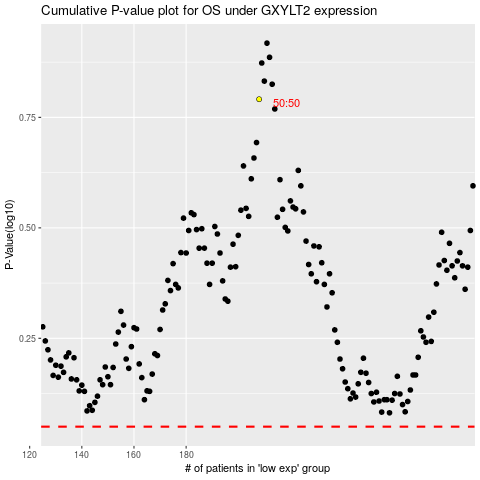 Cumulative P-value plot for OS under GXYLT2 expression
P-Value(log10)
0.75
0.50
0.25
50:50
120 140 160 180
# of patients in 'low exp' group